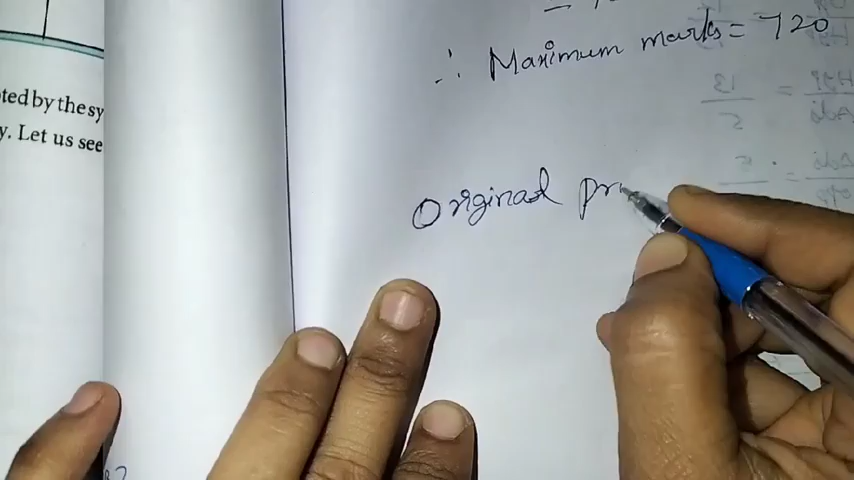 ∴ Maximum marks = 720
Original pr
ted by the sy
y. Let us see